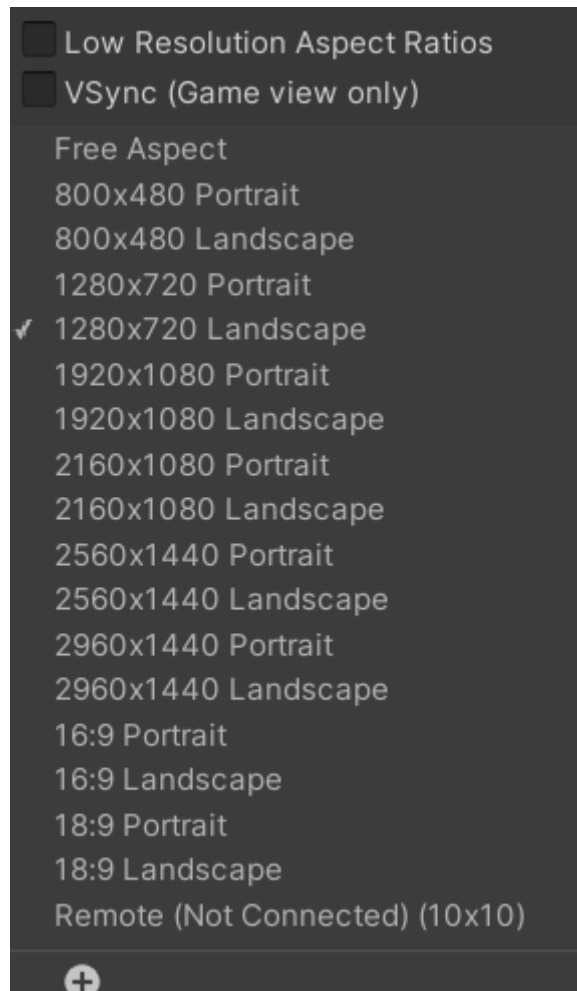 Low Resolution Aspect Ratios
VSync (Game view only)
Free Aspect
800x480 Portrait
800x480 Landscape
1280x720 Portrait
1280x720 Landscape
1920x1080 Portrait
1920x1080 Landscape
2160x1080 Portrait
2160x1080 Landscape
2560x1440 Portrait
2560x1440 Landscape
2960x1440 Portrait
2960x1440 Landscape
16:9 Portrait
16:9 Landscape
18:9 Portrait
18:9 Landscape
Remote (Not Connected) (10x10)